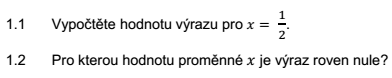 1.1 Vypočtěte hodnotu výrazu pro x = 1/2.
1.2 Pro kterou hodnotu proměnné x je výraz roven nule?